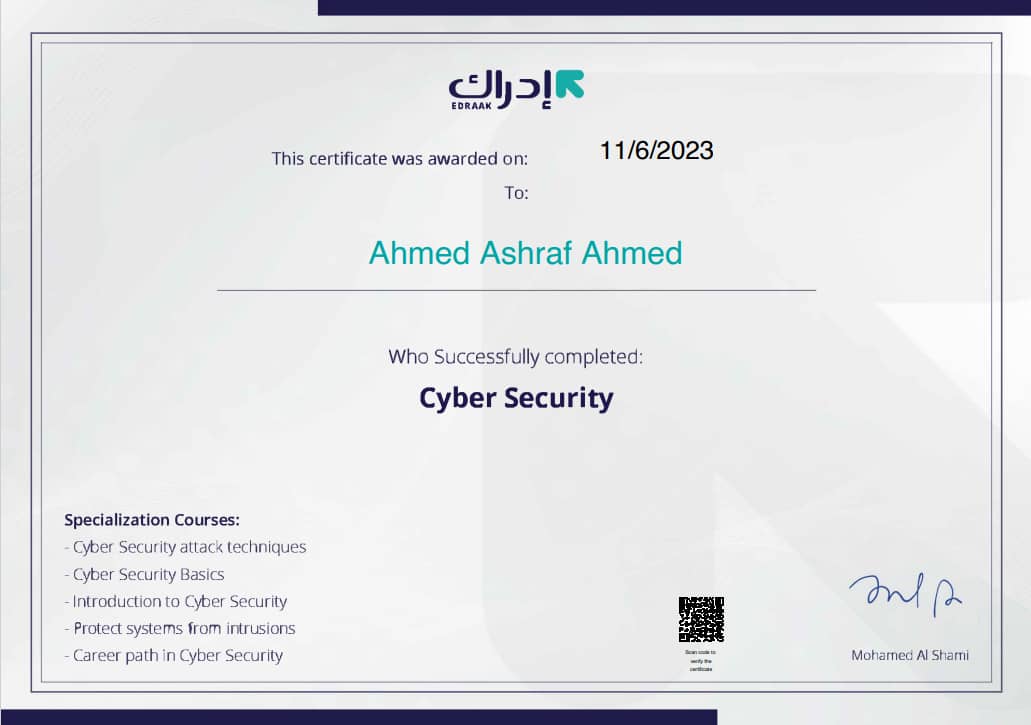 إدراك
EDRAAK
This certificate was awarded on: 11/6/2023
To:
Ahmed Ashraf Ahmed
Who Successfully completed:
Cyber Security
Specialization Courses:
- Cyber Security attack techniques
- Cyber Security Basics
- Introduction to Cyber Security
- Protect systems from intrusions
- Career path in Cyber Security
Scan code to
verify the
certificate
Mohamed Al Shami